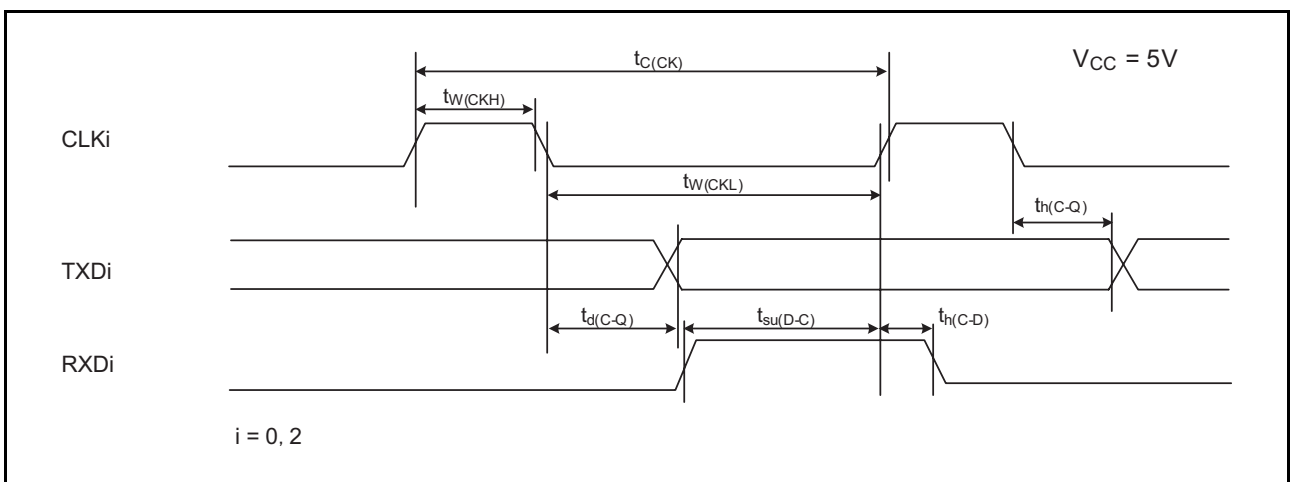 tC(CK)
VCC = 5V
tW(CKH)
CLKi
tW(CKL)
th(C-Q)
TXDi
td(C-Q)
tsu(D-C)
th(C-D)
RXDi
i = 0, 2